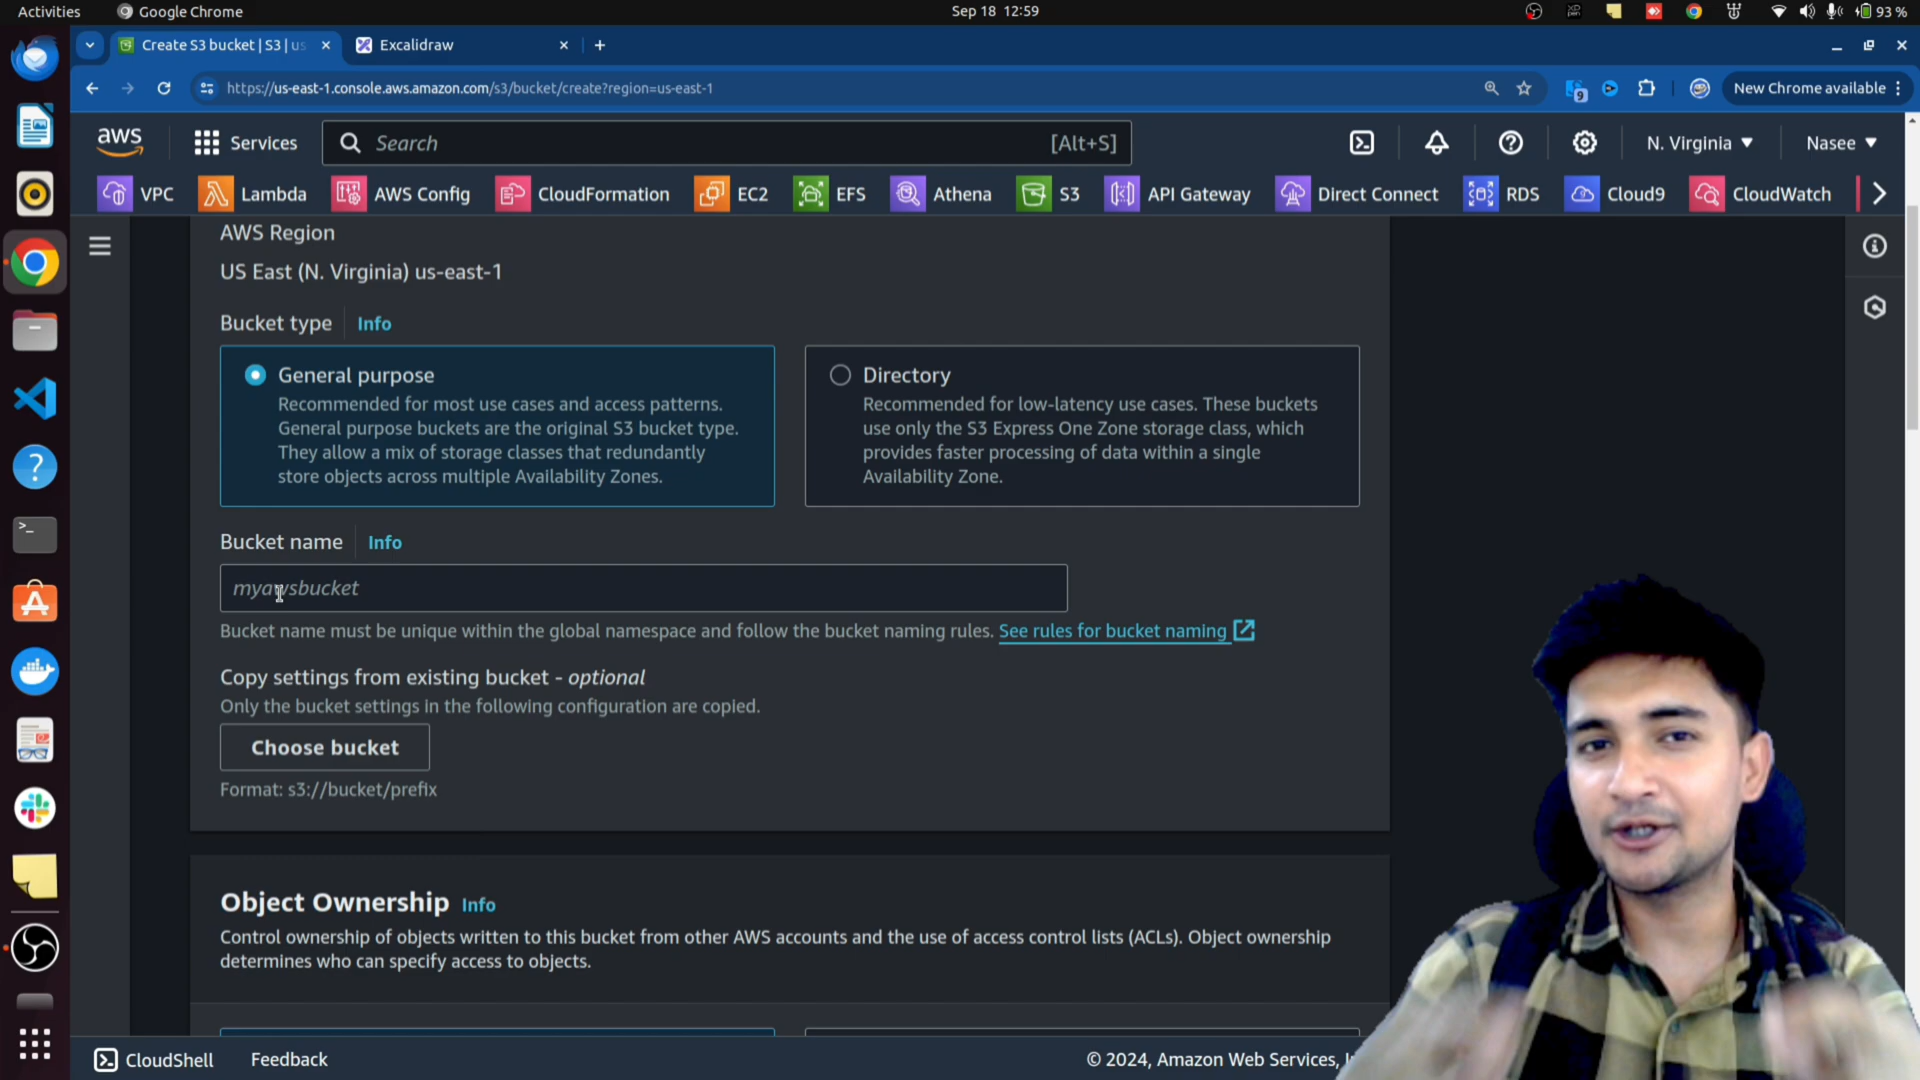 Activities
Google Chrome
Sep 18 12:59
93 %
Create S3 bucket | S3 | us
Excalidraw
https://us-east-1.console.aws.amazon.com/s3/bucket/create?region=us-east-1
9
New Chrome available
aws
Services
Search
[Alt+S]
N. Virginia
Nasee
VPC
Lambda
AWS Config
CloudFormation
EC2
EFS
Athena
S3
API Gateway
Direct Connect
RDS
Cloud9
CloudWatch
AWS Region
US East (N. Virginia) us-east-1
Bucket type
Info
General purpose
Recommended for most use cases and access patterns.
General purpose buckets are the original S3 bucket type.
They allow a mix of storage classes that redundantly
store objects across multiple Availability Zones.
Directory
Recommended for low-latency use cases. These buckets
use only the S3 Express One Zone storage class, which
provides faster processing of data within a single
Availability Zone.
Bucket name
Info
myawsbucket
Bucket name must be unique within the global namespace and follow the bucket naming rules. See rules for bucket naming
Copy settings from existing bucket - optional
Only the bucket settings in the following configuration are copied.
Choose bucket
Format: s3://bucket/prefix
Object Ownership
Info
Control ownership of objects written to this bucket from other AWS accounts and the use of access control lists (ACLs). Object ownership
determines who can specify access to objects.
CloudShell
Feedback
© 2024, Amazon Web Services,